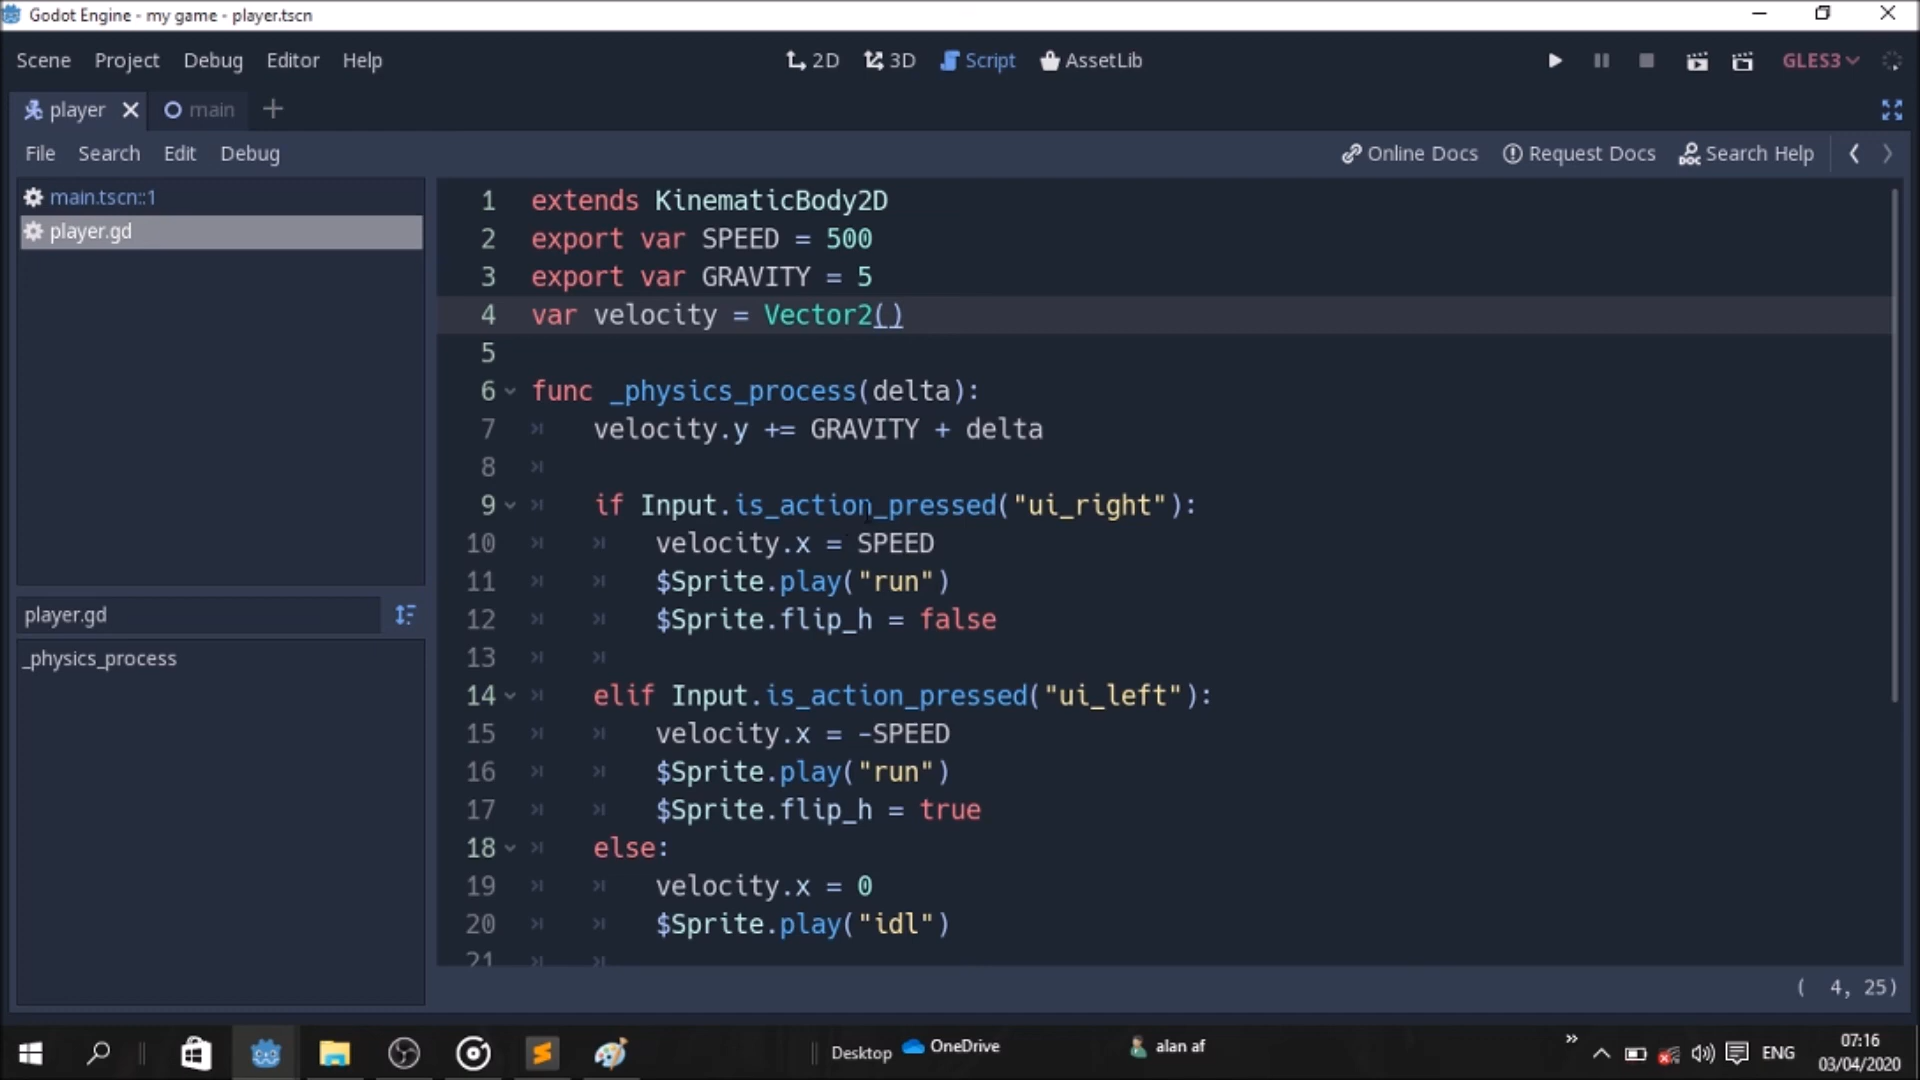 Godot Engine - my game - player.tscn
Scene Project Debug Editor Help
2D 3D Script AssetLib
GLES3
player main
File Search Edit Debug
Online Docs Request Docs Search Help
main.tscn::1
player.gd
player.gd
_physics_process
1 extends KinematicBody2D
2 export var SPEED = 500
3 export var GRAVITY = 5
4 var velocity = Vector2()
5
6 func _physics_process(delta):
7 velocity.y += GRAVITY + delta
8
9 if Input.is_action_pressed("ui_right"):
10 velocity.x = SPEED
11 $Sprite.play("run")
12 $Sprite.flip_h = false
13
14 elif Input.is_action_pressed("ui_left"):
15 velocity.x = -SPEED
16 $Sprite.play("run")
17 $Sprite.flip_h = true
18 else:
19 velocity.x = 0
20 $Sprite.play("idl")
21
( 4, 25)
Desktop OneDrive alan af
ENG
07:16
03/04/2020